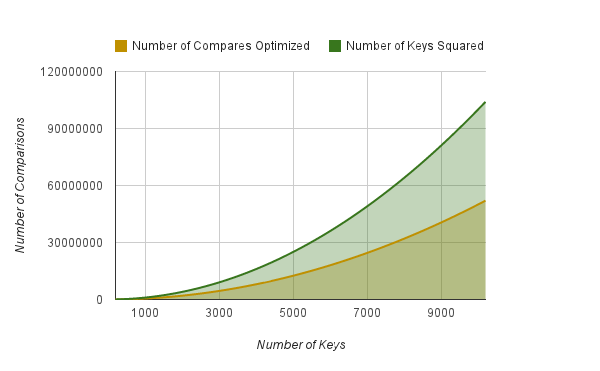 Number of Compares Optimized Number of Keys Squared
120000000
90000000
60000000
30000000
0
1000 3000 5000 7000 9000
Number of Comparisons
Number of Keys